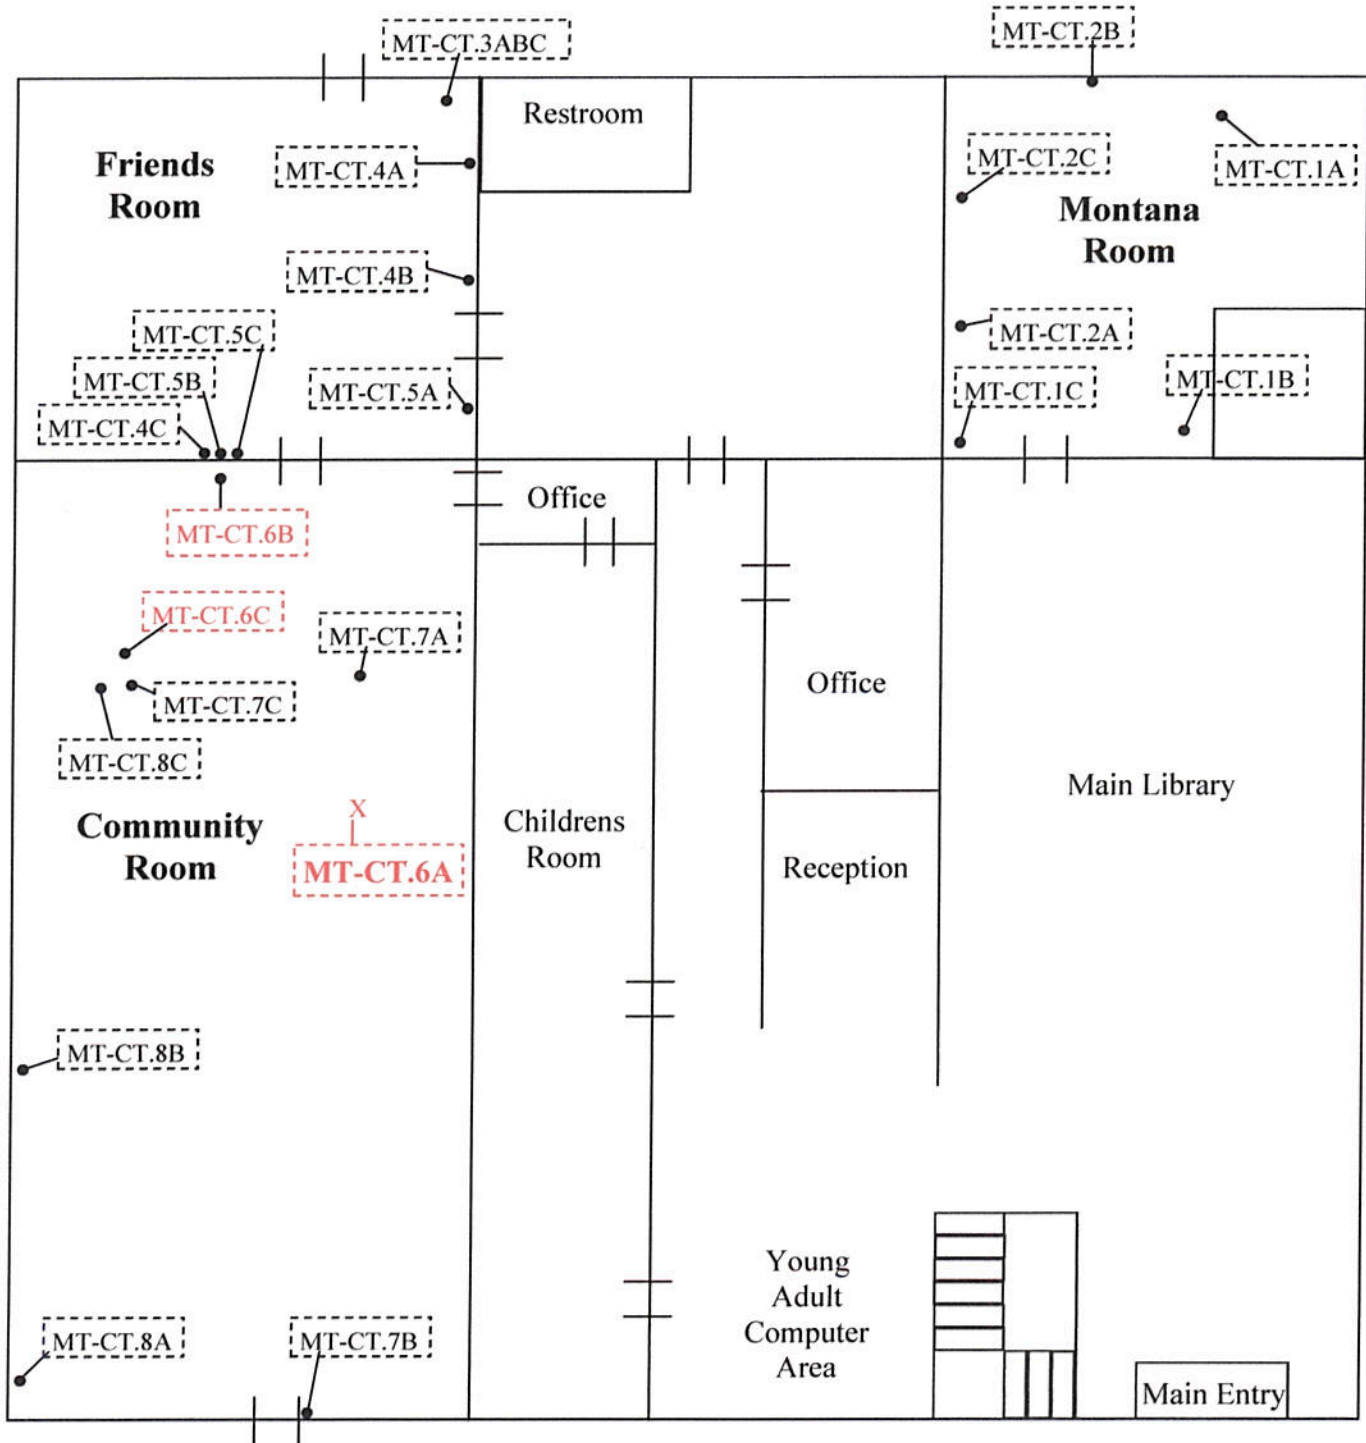 MT-CT.3ABC
MT-CT.2B
Restroom
MT-CT.4A
MT-CT.2C
MT-CT.1A
Friends
Room
Montana
Room
MT-CT.4B
MT-CT.5C
MT-CT.2A
MT-CT.5B
MT-CT.5A
MT-CT.1B
MT-CT.4C
MT-CT.1C
Office
MT-CT.6B
MT-CT.6C
MT-CT.7A
Office
MT-CT.7C
MT-CT.8C
Main Library
X
Community
Room
MT-CT.6A
Childrens
Room
Reception
MT-CT.8B
Young
Adult
Computer
Area
MT-CT.8A
MT-CT.7B
Main Entry